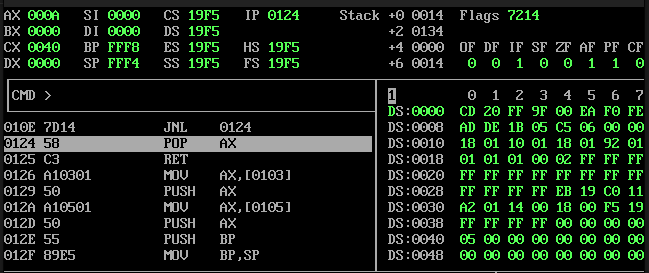 AX 000A SI 0000 CS 19F5 IP 0124 Stack +0 0014 Flags 7214
BX 0000 DI 0000 DS 19F5 +2 0134
CX 0040 BP FFF8 ES 19F5 HS 19F5 +4 0000 OF DF IF SF ZF AF PF CF
DX 0000 SP FFF4 SS 19F5 FS 19F5 +6 0014 0 0 1 0 0 1 1 0
CMD >
1 0 1 2 3 4 5 6 7
DS:0000 CD 20 FF 9F 00 EA F0 FE
010E 7D14 JNL 0124 DS:0008 AD DE 1B 05 C5 06 00 00
0124 58 POP AX DS:0010 18 01 10 01 18 01 92 01
0125 C3 RET DS:0018 01 01 01 00 02 FF FF FF
0126 A10301 MOV AX,[0103] DS:0020 FF FF FF FF FF FF FF FF
0129 50 PUSH AX DS:0028 FF FF FF FF EB 19 C0 11
012A A10501 MOV AX,[0105] DS:0030 A2 01 14 00 18 00 F5 19
012D 50 PUSH AX DS:0038 FF FF FF FF 00 00 00 00
012E 55 PUSH BP DS:0040 05 00 00 00 00 00 00 00
012F 89E5 MOV BP,SP DS:0048 00 00 00 00 00 00 00 00